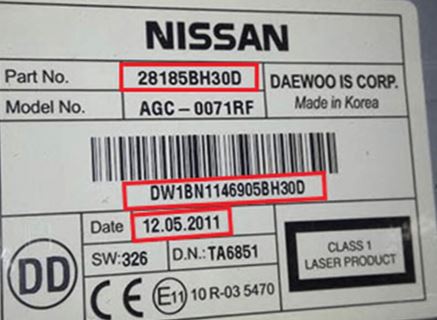 NISSAN
Part No. 28185BH30D DAEWOO IS CORP.
Model No. AGC-0071RF Made in Korea
DW1BN1146905BH30D
Date 12.05.2011
SW:326 D.N.: TA6851
DD
CE E11 10 R-03 5470
CLASS 1
LASER PRODUCT